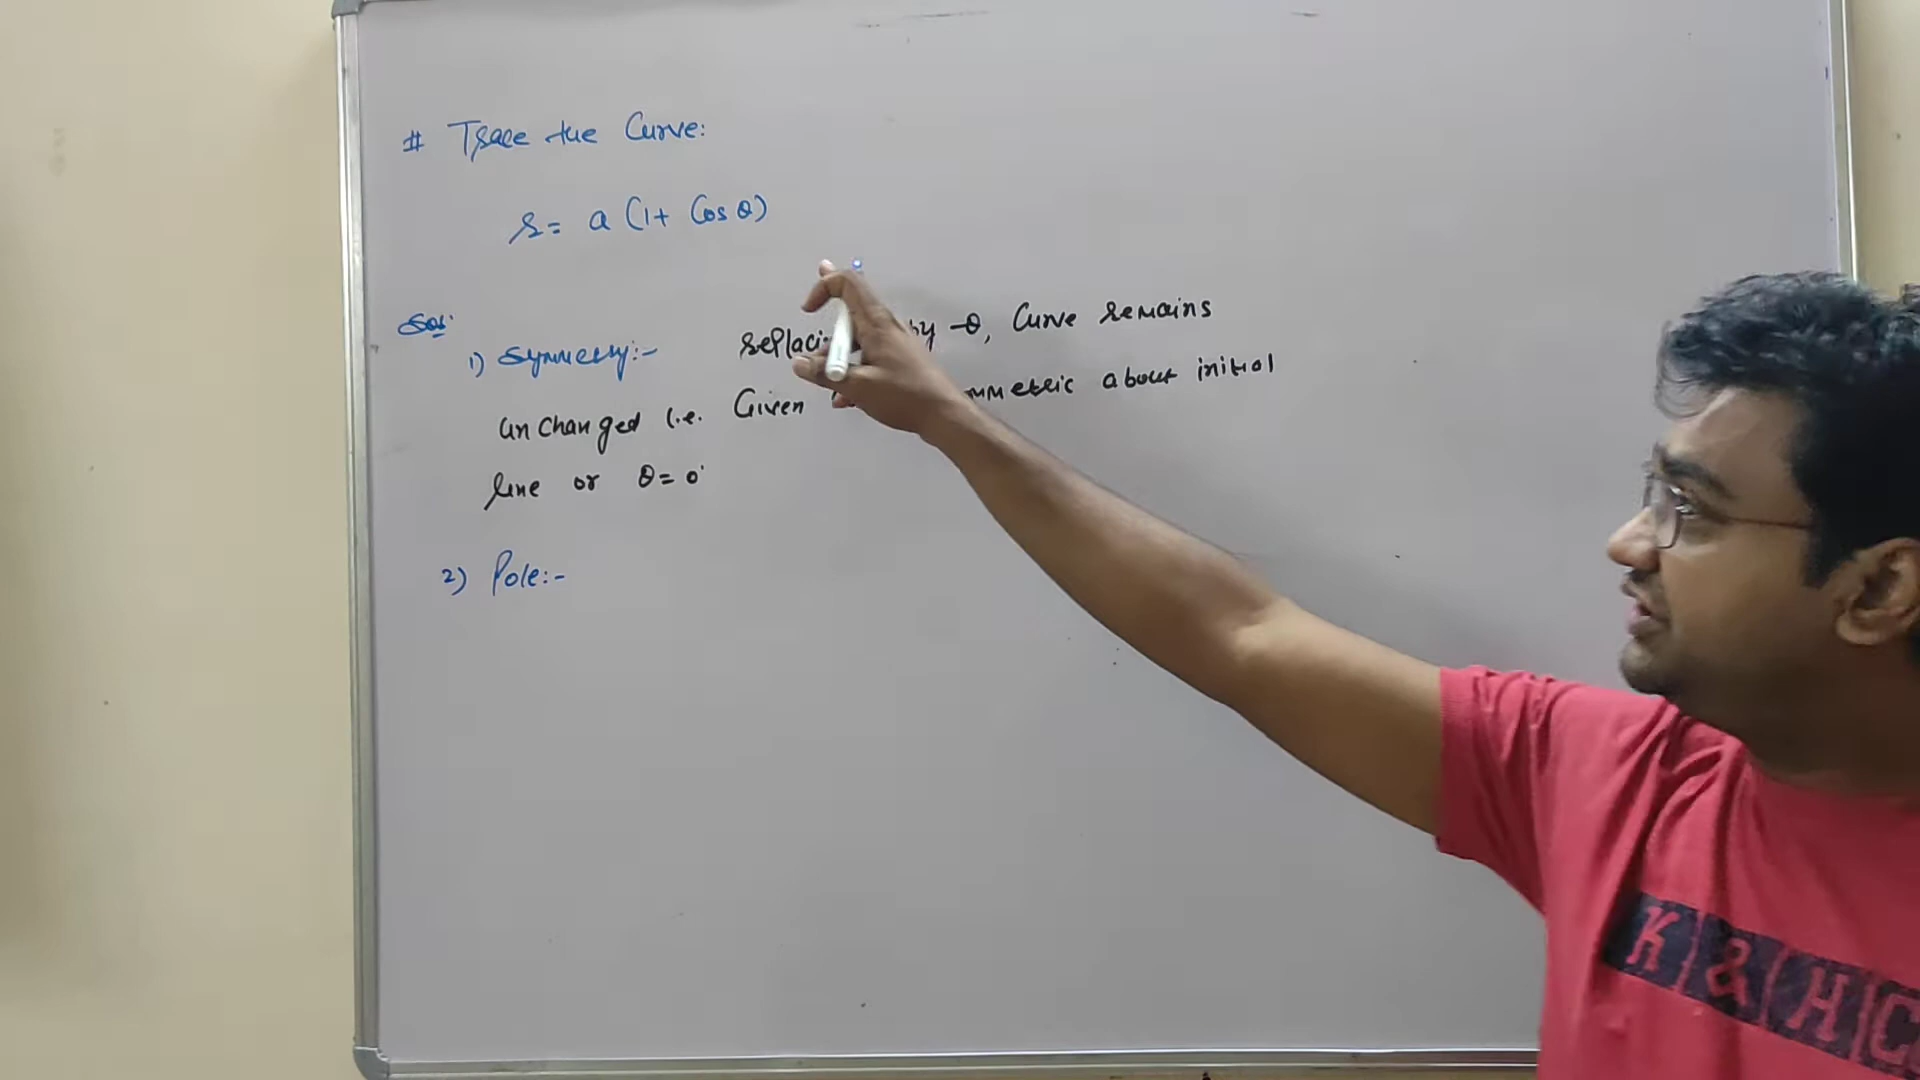 # Trace the Curve:
r = a (1 + Cos θ)
Sol:
1) Symmetry:- replacing by -θ, Curve remains
unchanged i.e. Given symmetric about initial
line or θ = 0°
2) Pole:-
K & H C